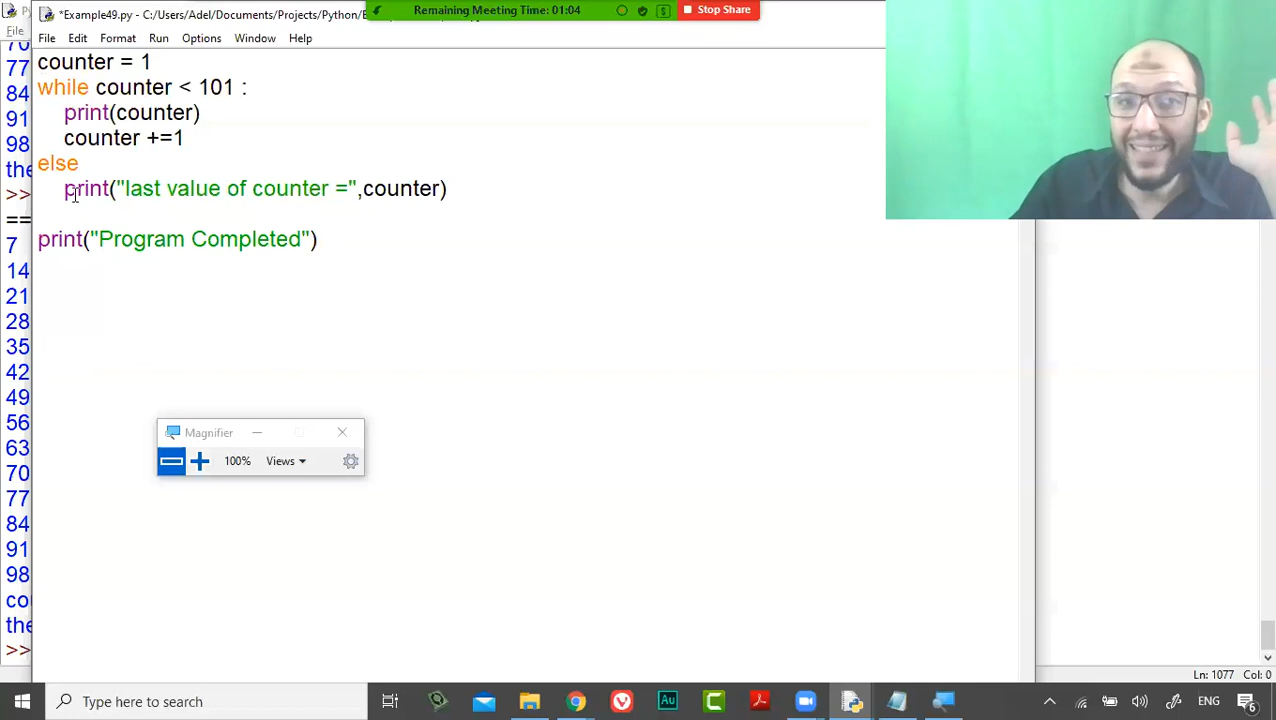 *Example49.py - C:/Users/Adel/Documents/Projects/Python/E
Remaining Meeting Time: 01:04
Stop Share
File Edit Format Run Options Window Help
counter = 1
while counter < 101 :
print(counter)
counter +=1
else
print("last value of counter =",counter)
print("Program Completed")
77
84
91
98
the
>>
==
7
14
21
28
35
42
49
56
63
70
77
84
91
98
cou
the
>>
Magnifier
100% Views
Ln: 1077 Col: 0
Type here to search
Au
ENG
6